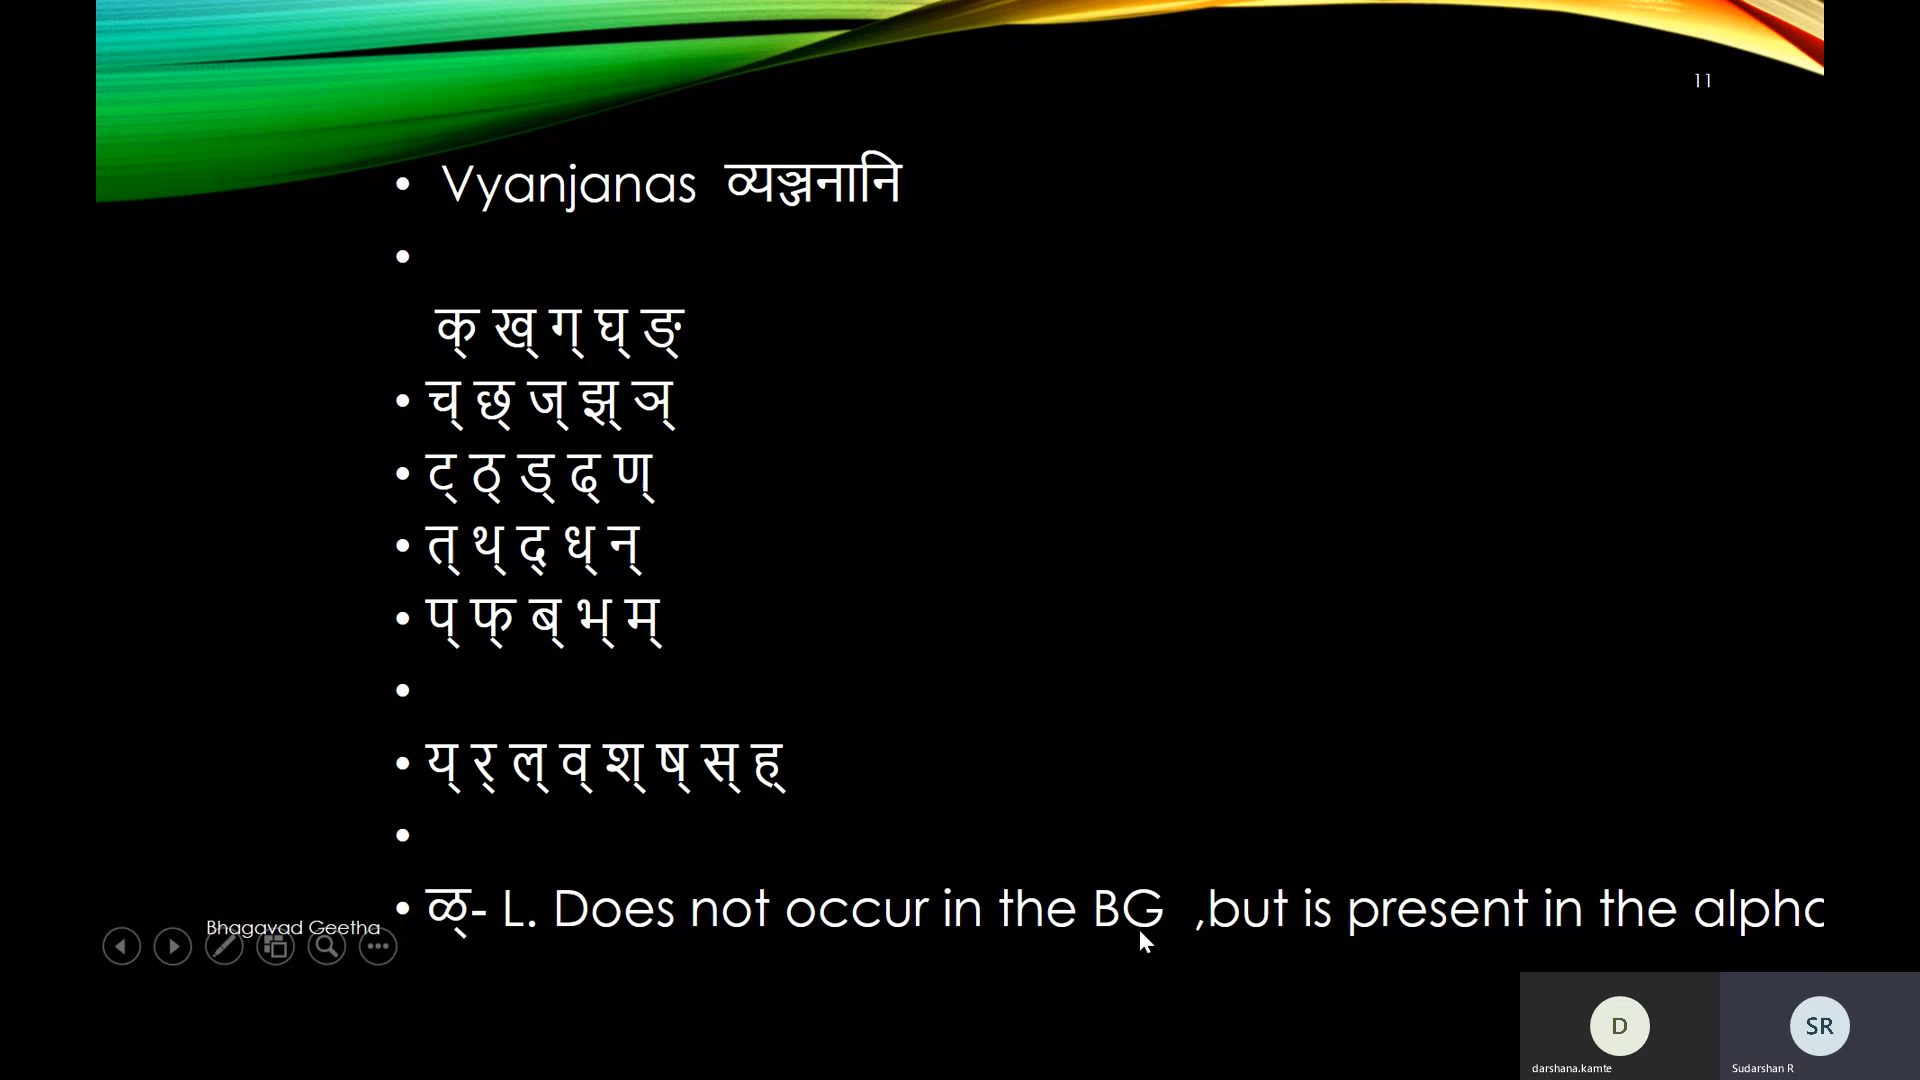 11
• Vyanjanas व्यञ्जनानि
•
क् ख् ग् घ् ङ्
• च् छ् ज् झ् ञ्
• ट् ठ् ड् ढ् ण्
• त् थ् द् ध् न्
• प् फ् ब् भ् म्
•
• य् र् ल् व् श् ष् स् ह्
•
• ळ्- L. Does not occur in the BG ,but is present in the
Bhagavad Geetha
D
SR
darshana.kamte
Sudarshan R